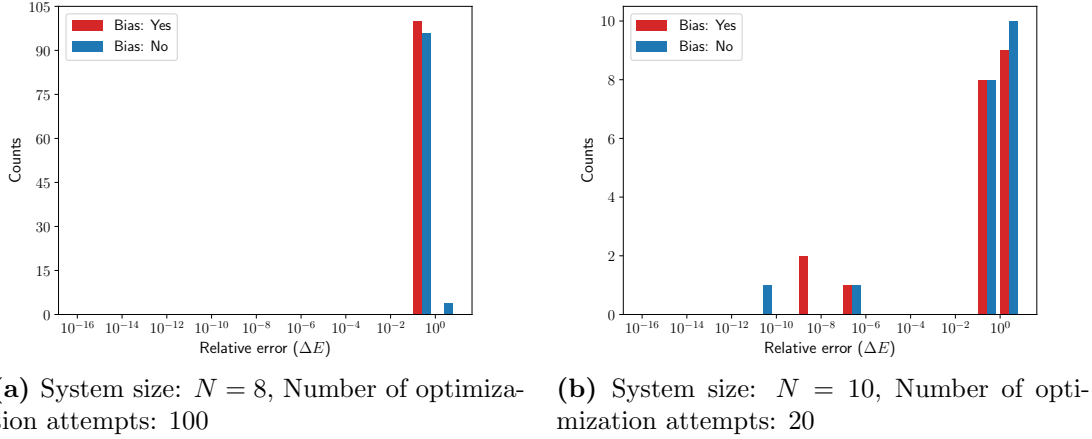 105
90
75
60
45
30
15
0
Counts
Bias: Yes
Bias: No
10^{-16} 10^{-14} 10^{-12} 10^{-10} 10^{-8} 10^{-6} 10^{-4} 10^{-2} 10^{0}
Relative error (ΔE)
10
8
6
4
2
0
Counts
Bias: Yes
Bias: No
10^{-16} 10^{-14} 10^{-12} 10^{-10} 10^{-8} 10^{-6} 10^{-4} 10^{-2} 10^{0}
Relative error (ΔE)
(a) System size: N = 8, Number of optimiza-
tion attempts: 100
(b) System size: N = 10, Number of opti-
mization attempts: 20